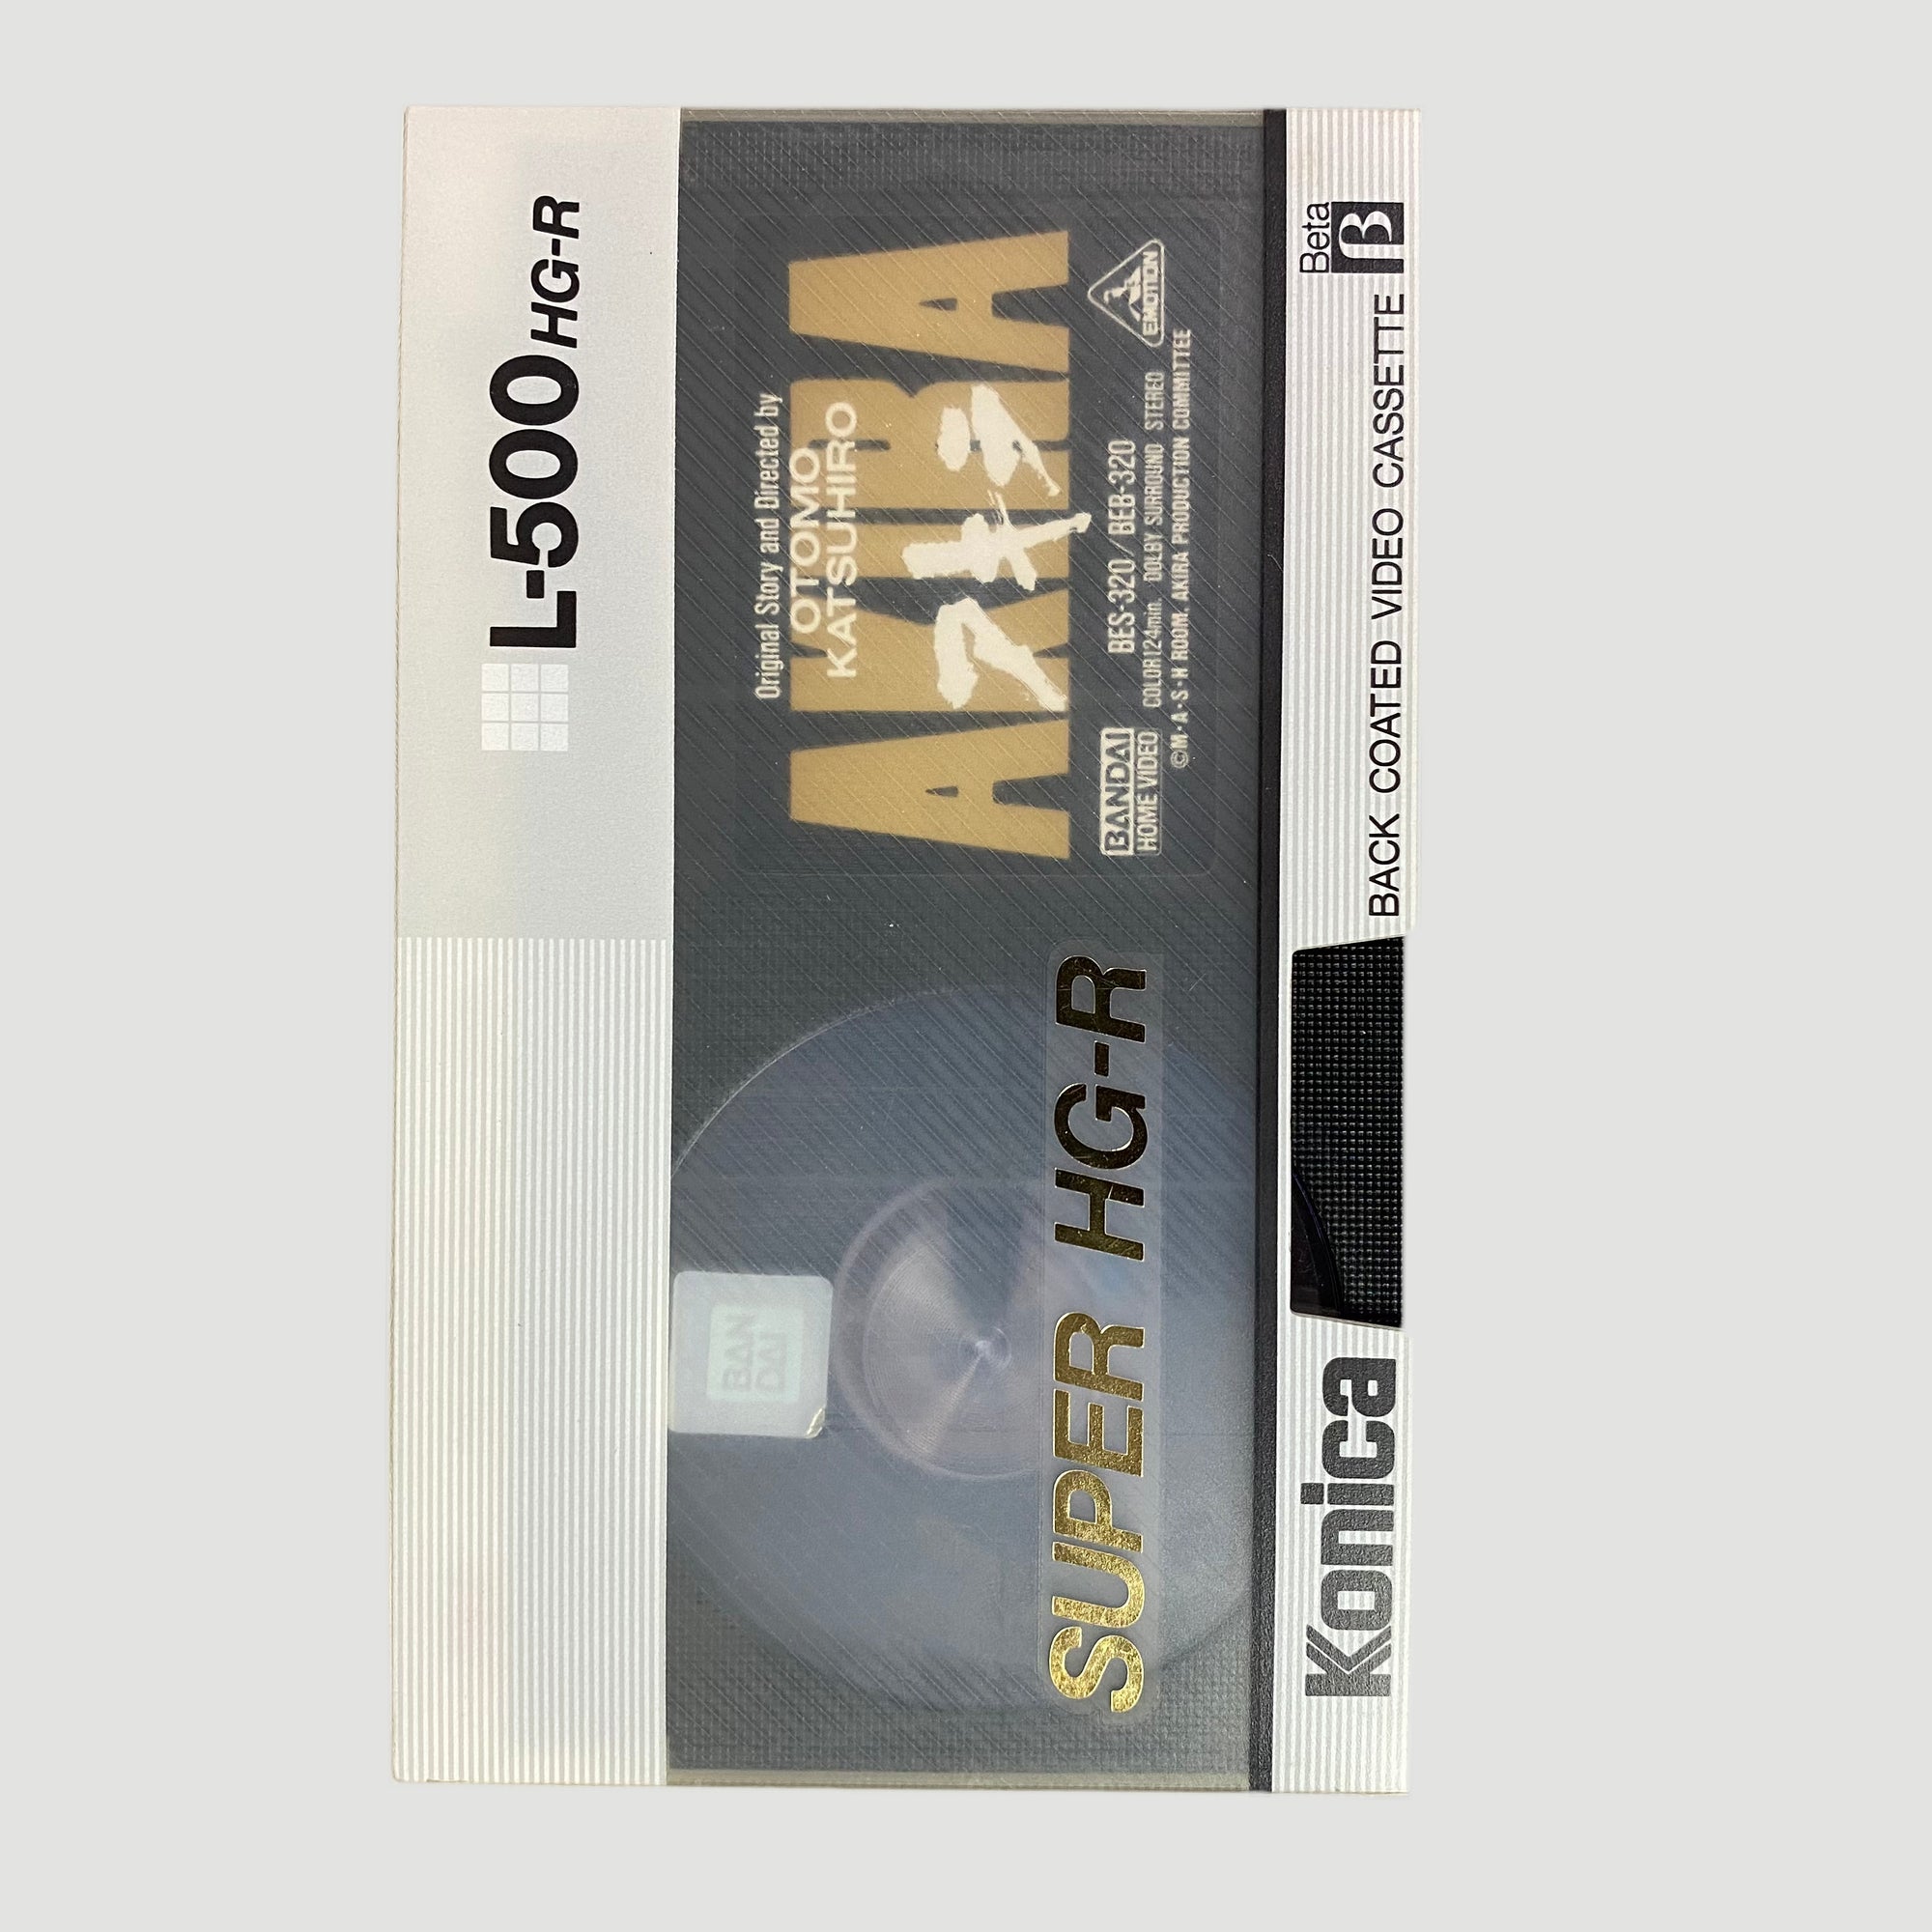 L-500 HG-R
Original Story and Directed by
OTOMO
KATSUHIRO
AKIRA
アキラ
BANDAI
HOME VIDEO
BES-320/BEB-320
COLOR124min. DOLBY SURROUND STEREO
©M・A・S・H ROOM. AKIRA PRODUCTION COMMITTEE
EMOTION
BAN
DAI
SUPER HG-R
Konica
BACK COATED VIDEO CASSETTE
Beta
β